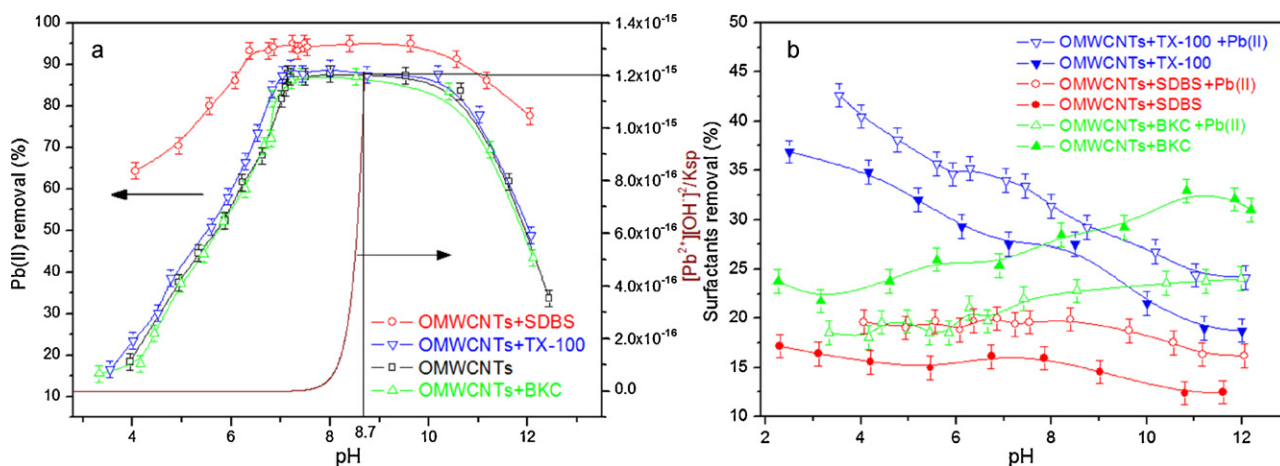 a
Pb(II) removal (%)
100
90
80
70
60
50
40
30
20
10
4
6
8
8.7
10
12
pH
1.4x10⁻¹⁵
1.2x10⁻¹⁵
1.0x10⁻¹⁵
8.0x10⁻¹⁶
6.0x10⁻¹⁶
4.0x10⁻¹⁶
2.0x10⁻¹⁶
0.0
[Pb²⁺][OH⁻]²/Ksp
OMWCNTs+SDBS
OMWCNTs+TX-100
OMWCNTs
OMWCNTs+BKC
b
Surfactants removal (%)
50
45
40
35
30
25
20
15
10
2
4
6
8
10
12
pH
OMWCNTs+TX-100 +Pb(II)
OMWCNTs+TX-100
OMWCNTs+SDBS +Pb(II)
OMWCNTs+SDBS
OMWCNTs+BKC +Pb(II)
OMWCNTs+BKC